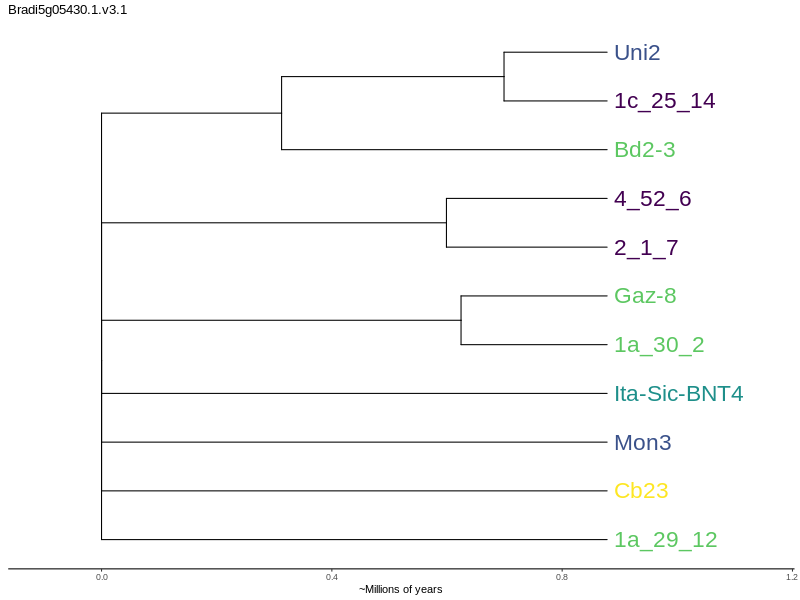 Bradi5g05430.1.v3.1
Uni2
1c_25_14
Bd2-3
4_52_6
2_1_7
Gaz-8
1a_30_2
Ita-Sic-BNT4
Mon3
Cb23
1a_29_12
0.0 0.4 0.8 1.2
~Millions of years